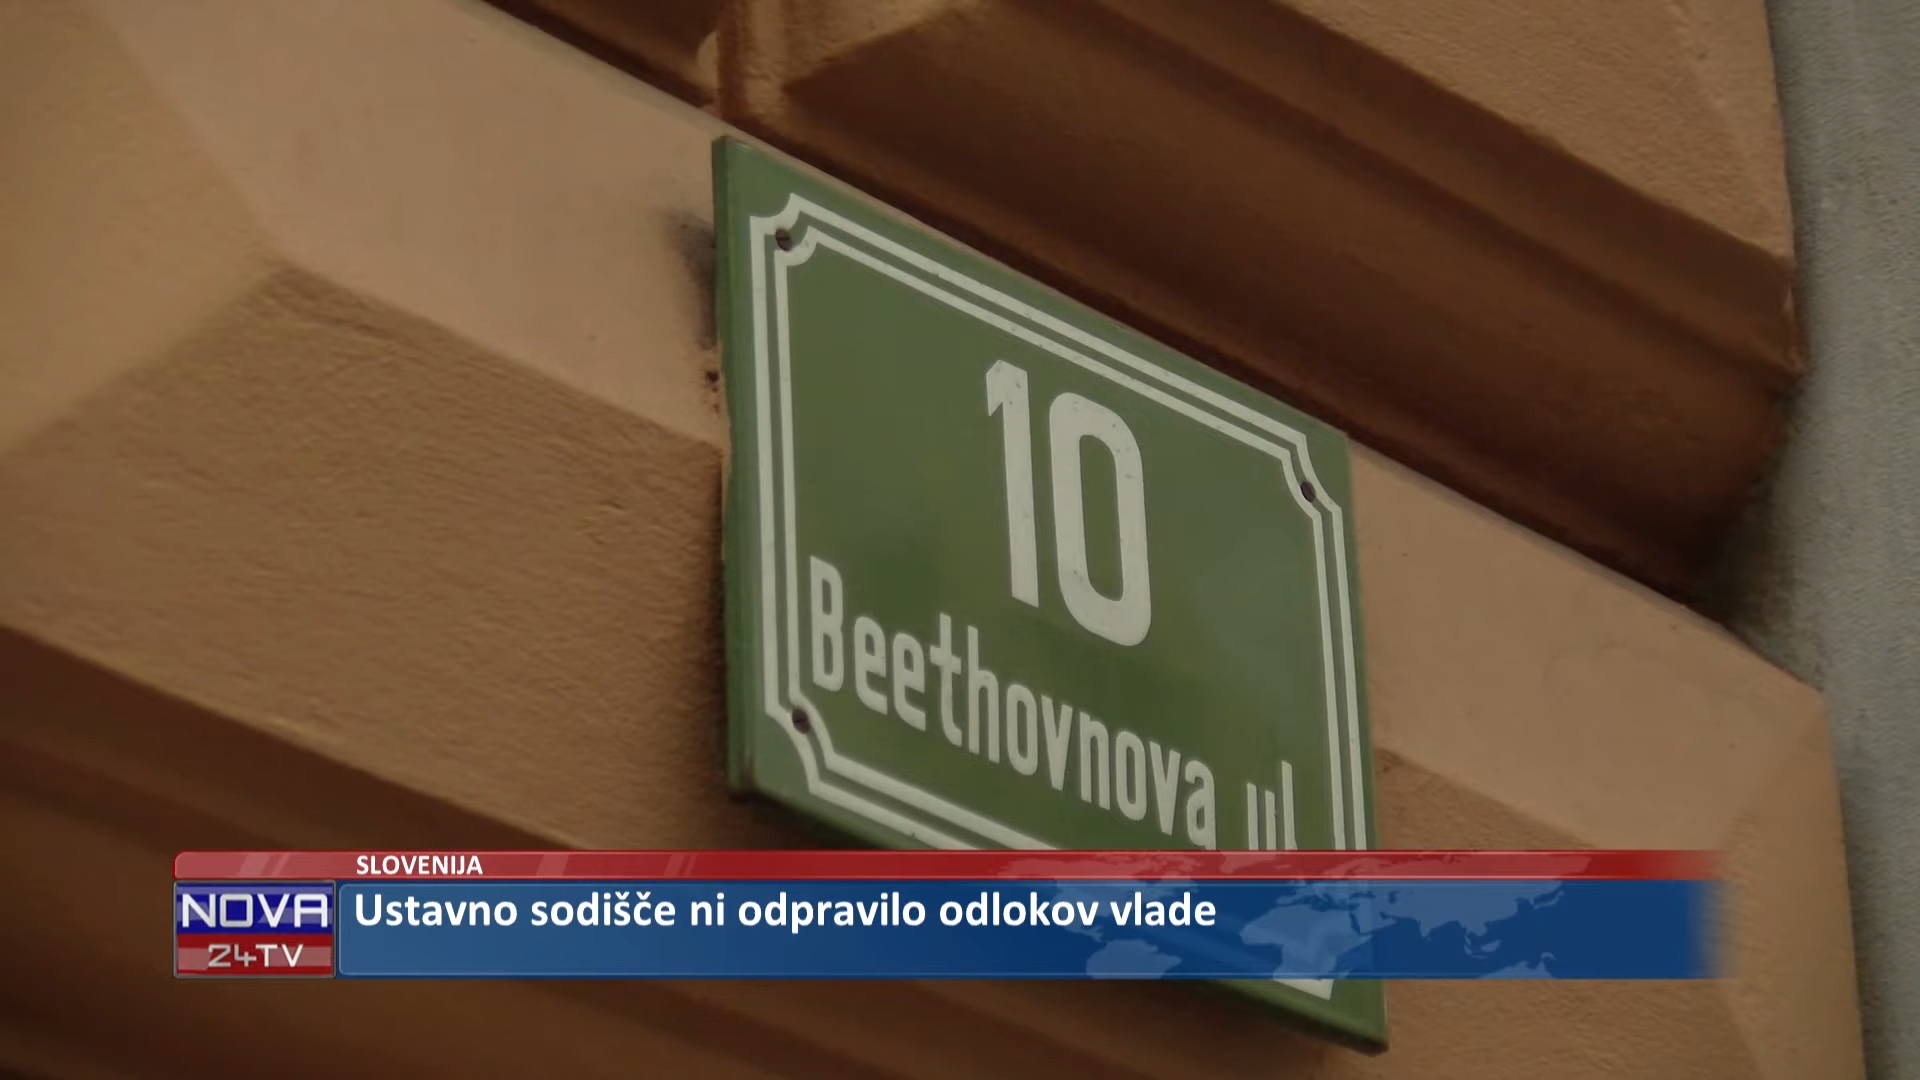 10
Beethovnova ul
SLOVENIJA
NOVA
24TV
Ustavno sodišče ni odpravilo odlokov vlade